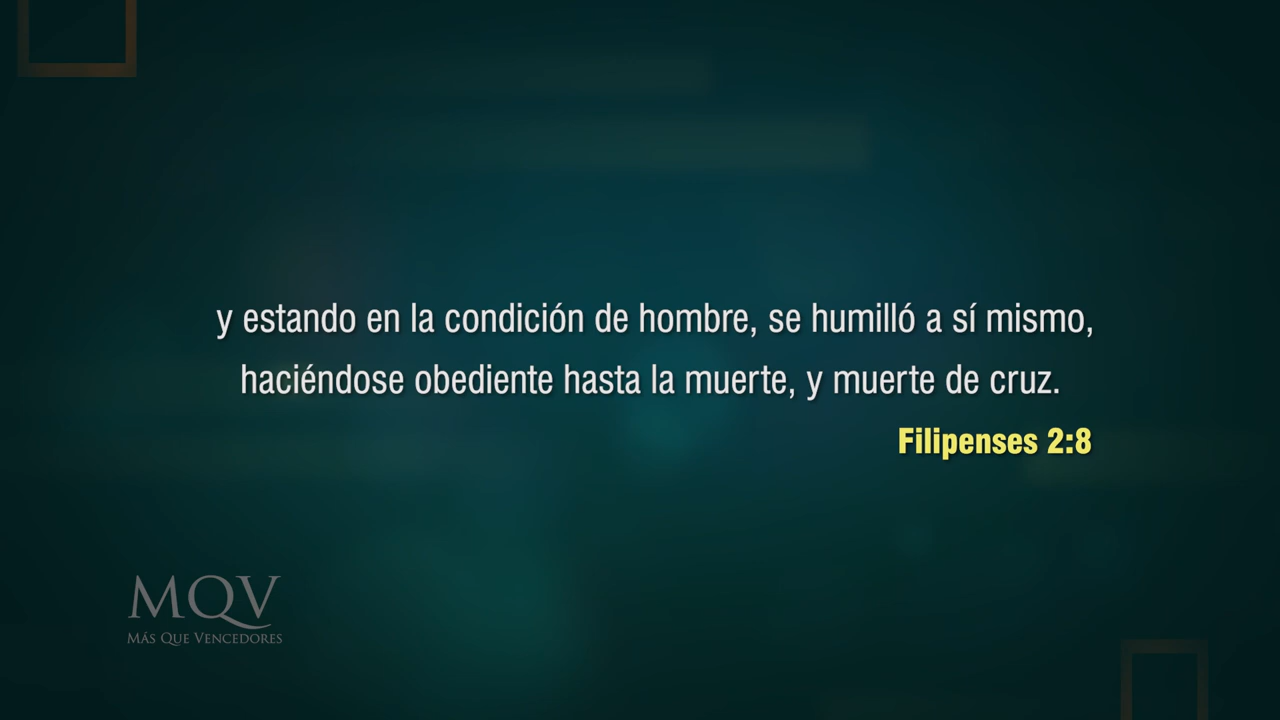 y estando en la condición de hombre, se humilló a sí mismo,
haciéndose obediente hasta la muerte, y muerte de cruz.
Filipenses 2:8
MQV
MÁS QUE VENCEDORES